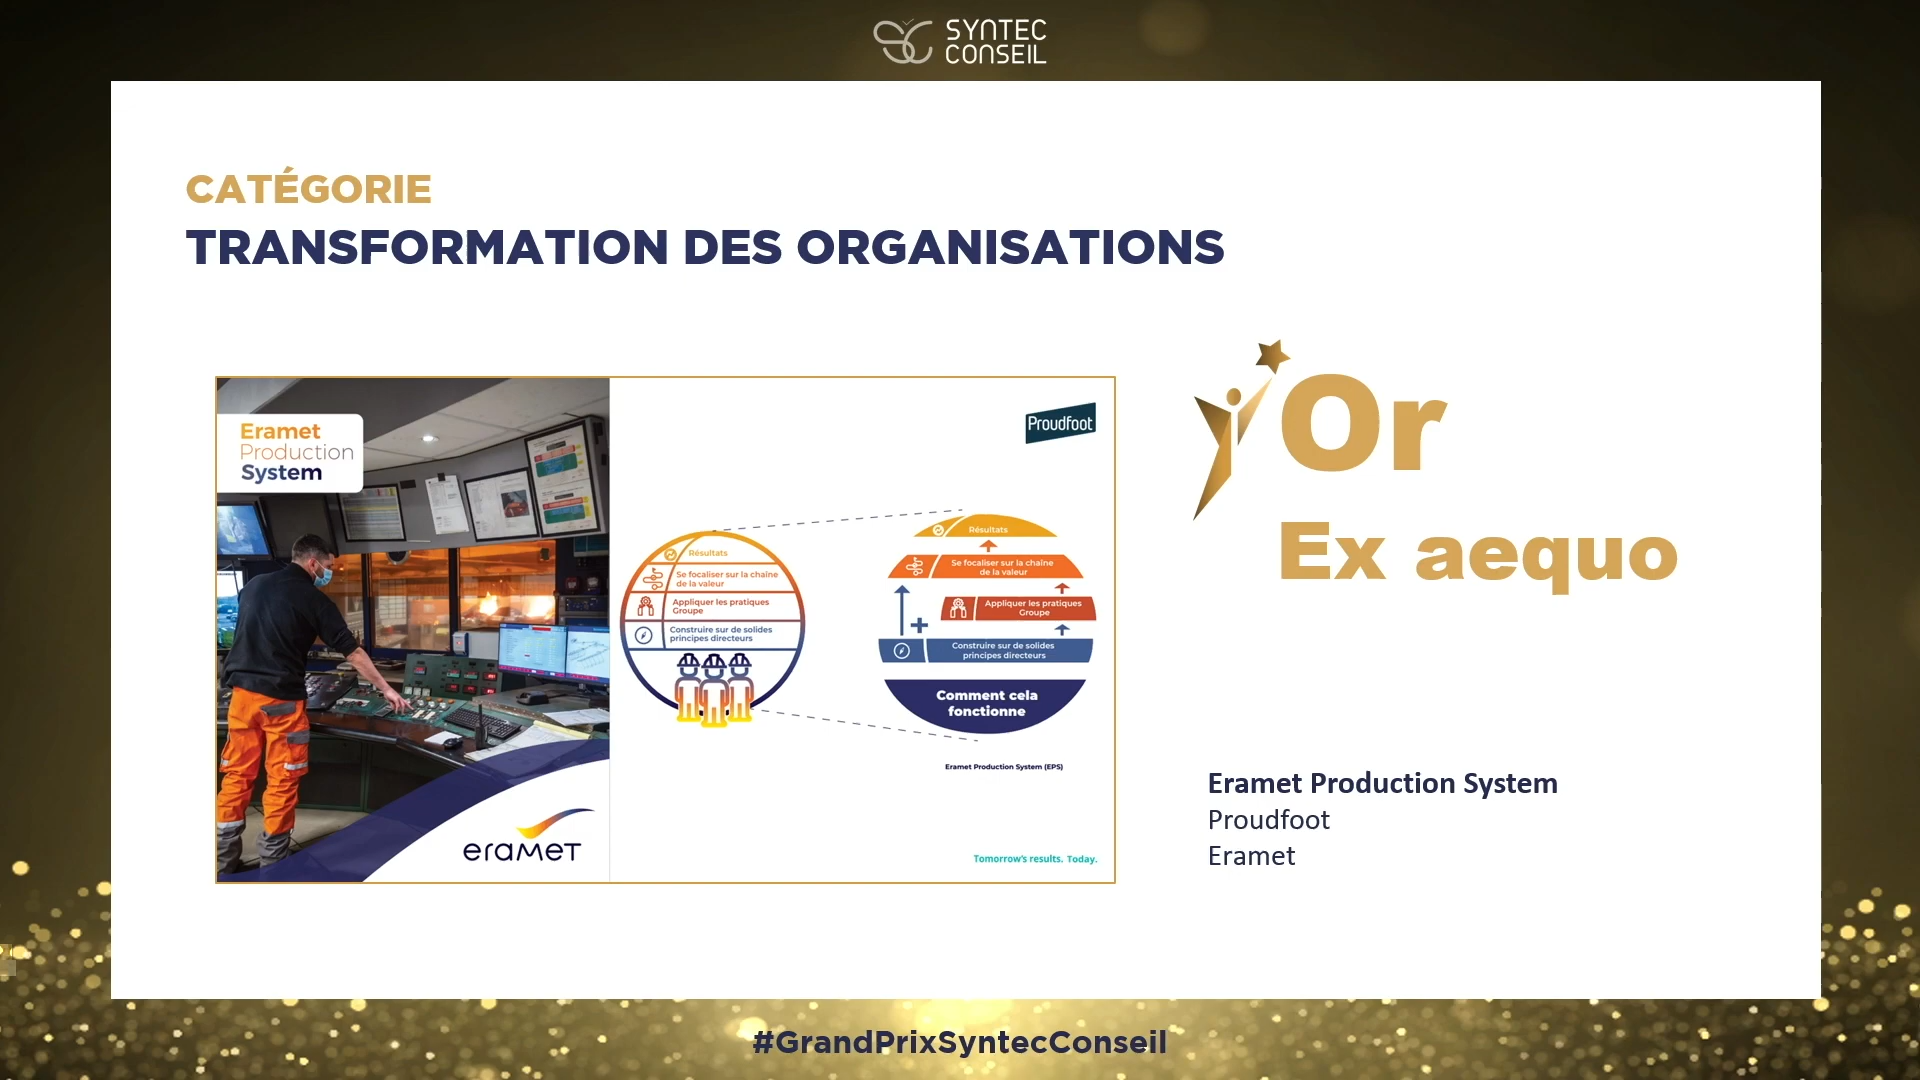 SYNTEC
CONSEIL
CATÉGORIE
TRANSFORMATION DES ORGANISATIONS
Eramet
Production
System
eramet
Proudfoot
Résultats
Se focaliser sur la chaîne
de la valeur
Appliquer les pratiques
Groupe
Construire sur de solides
principes directeurs
Résultats
Se focaliser sur la chaîne
de la valeur
Appliquer les pratiques
Groupe
+
Construire sur de solides
principes directeurs
Comment cela
fonctionne
Eramet Production System (EPS)
Tomorrow's results. Today.
Or
Ex aequo
Eramet Production System
Proudfoot
Eramet
#GrandPrixSyntecConseil